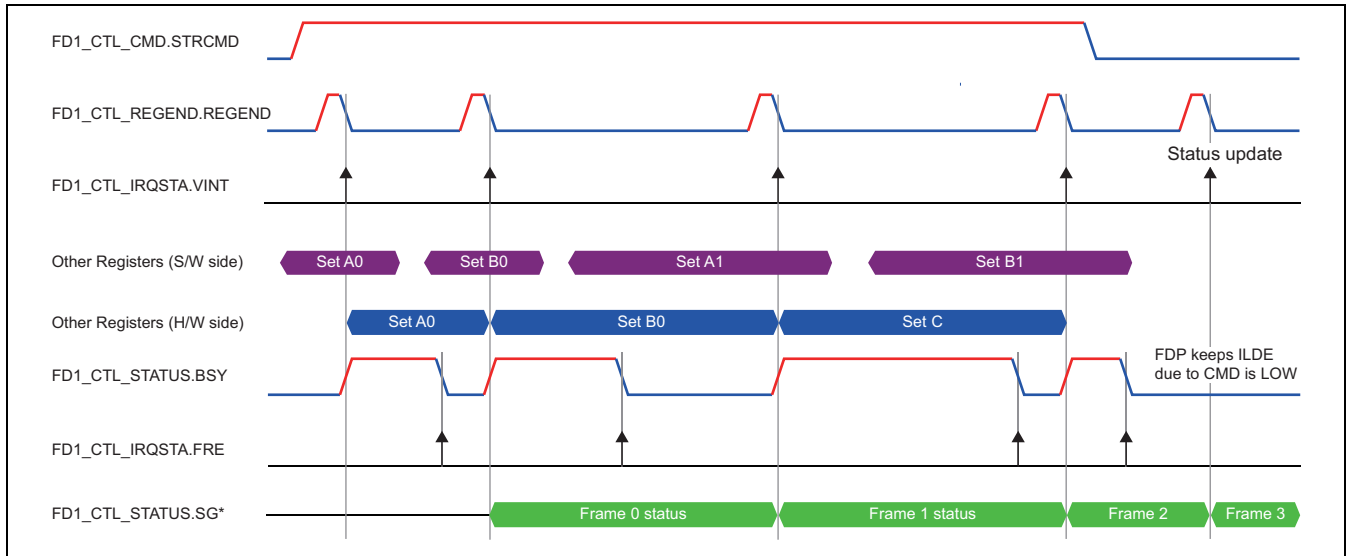 FD1_CTL_CMD.STRCMD
FD1_CTL_REGEND.REGEND
Status update
FD1_CTL_IRQSTA.VINT
Other Registers (S/W side)
Set A0
Set B0
Set A1
Set B1
Other Registers (H/W side)
Set A0
Set B0
Set C
FD1_CTL_STATUS.BSY
FDP keeps ILDE
due to CMD is LOW
FD1_CTL_IRQSTA.FRE
FD1_CTL_STATUS.SG*
Frame 0 status
Frame 1 status
Frame 2
Frame 3